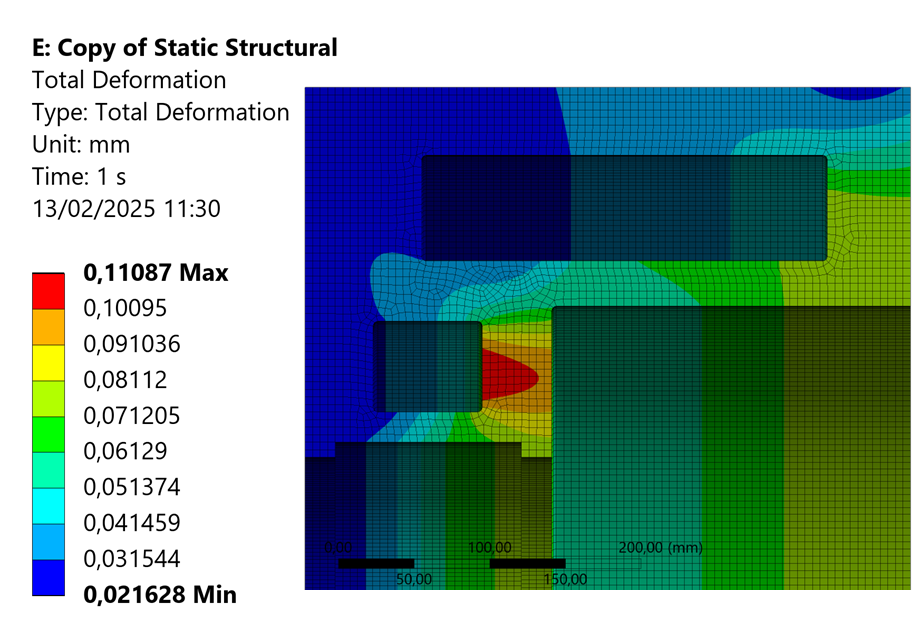 E: Copy of Static Structural
Total Deformation
Type: Total Deformation
Unit: mm
Time: 1 s
13/02/2025 11:30
0,11087 Max
0,10095
0,091036
0,08112
0,071205
0,06129
0,051374
0,041459
0,031544
0,021628 Min
0,00 100,00 200,00 (mm)
50,00 150,00